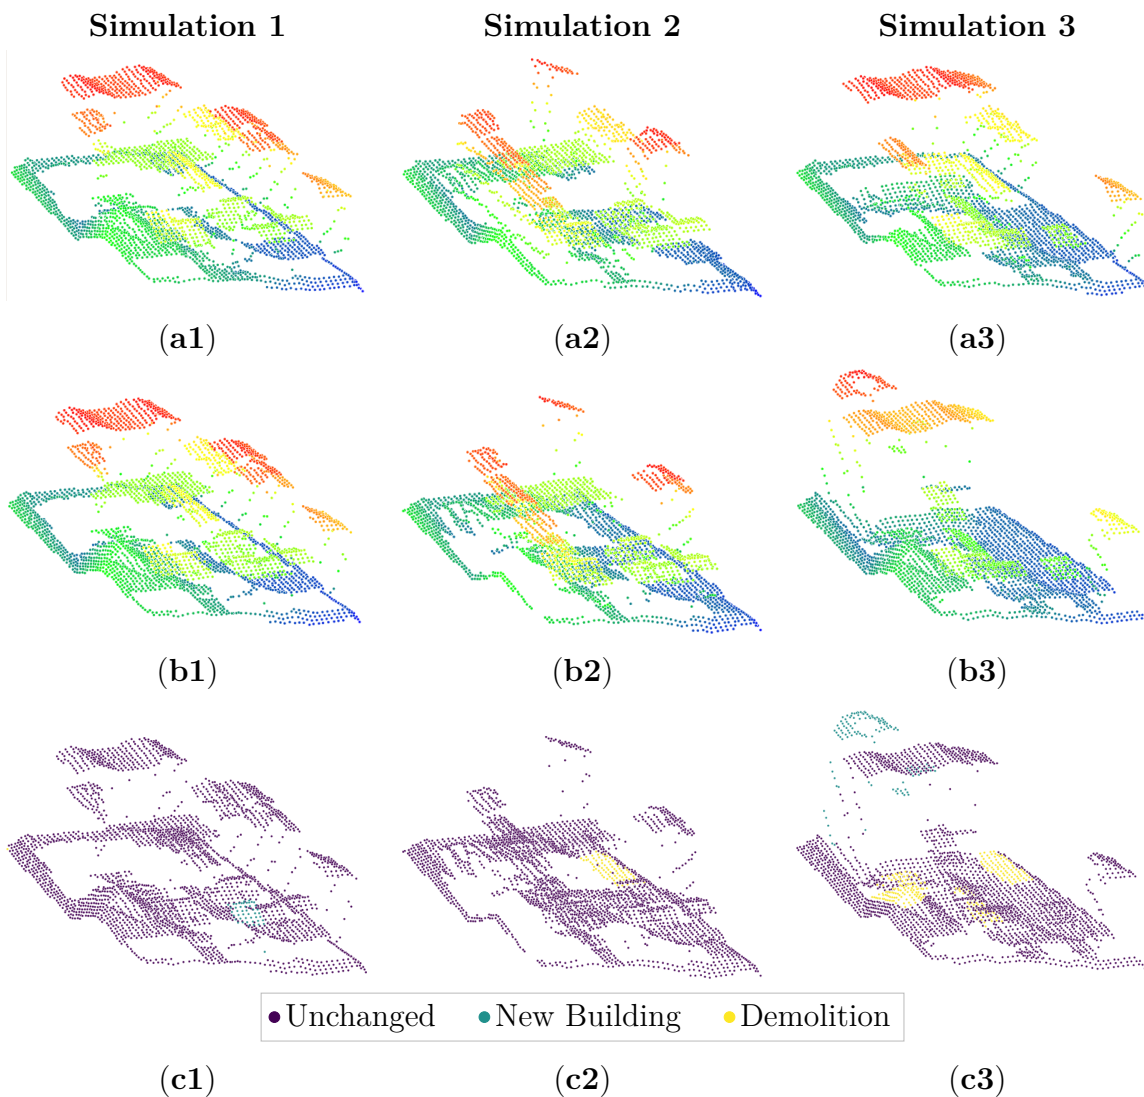 Simulation 1 Simulation 2 Simulation 3
(a1) (a2) (a3)
(b1) (b2) (b3)
Unchanged New Building Demolition
(c1) (c2) (c3)